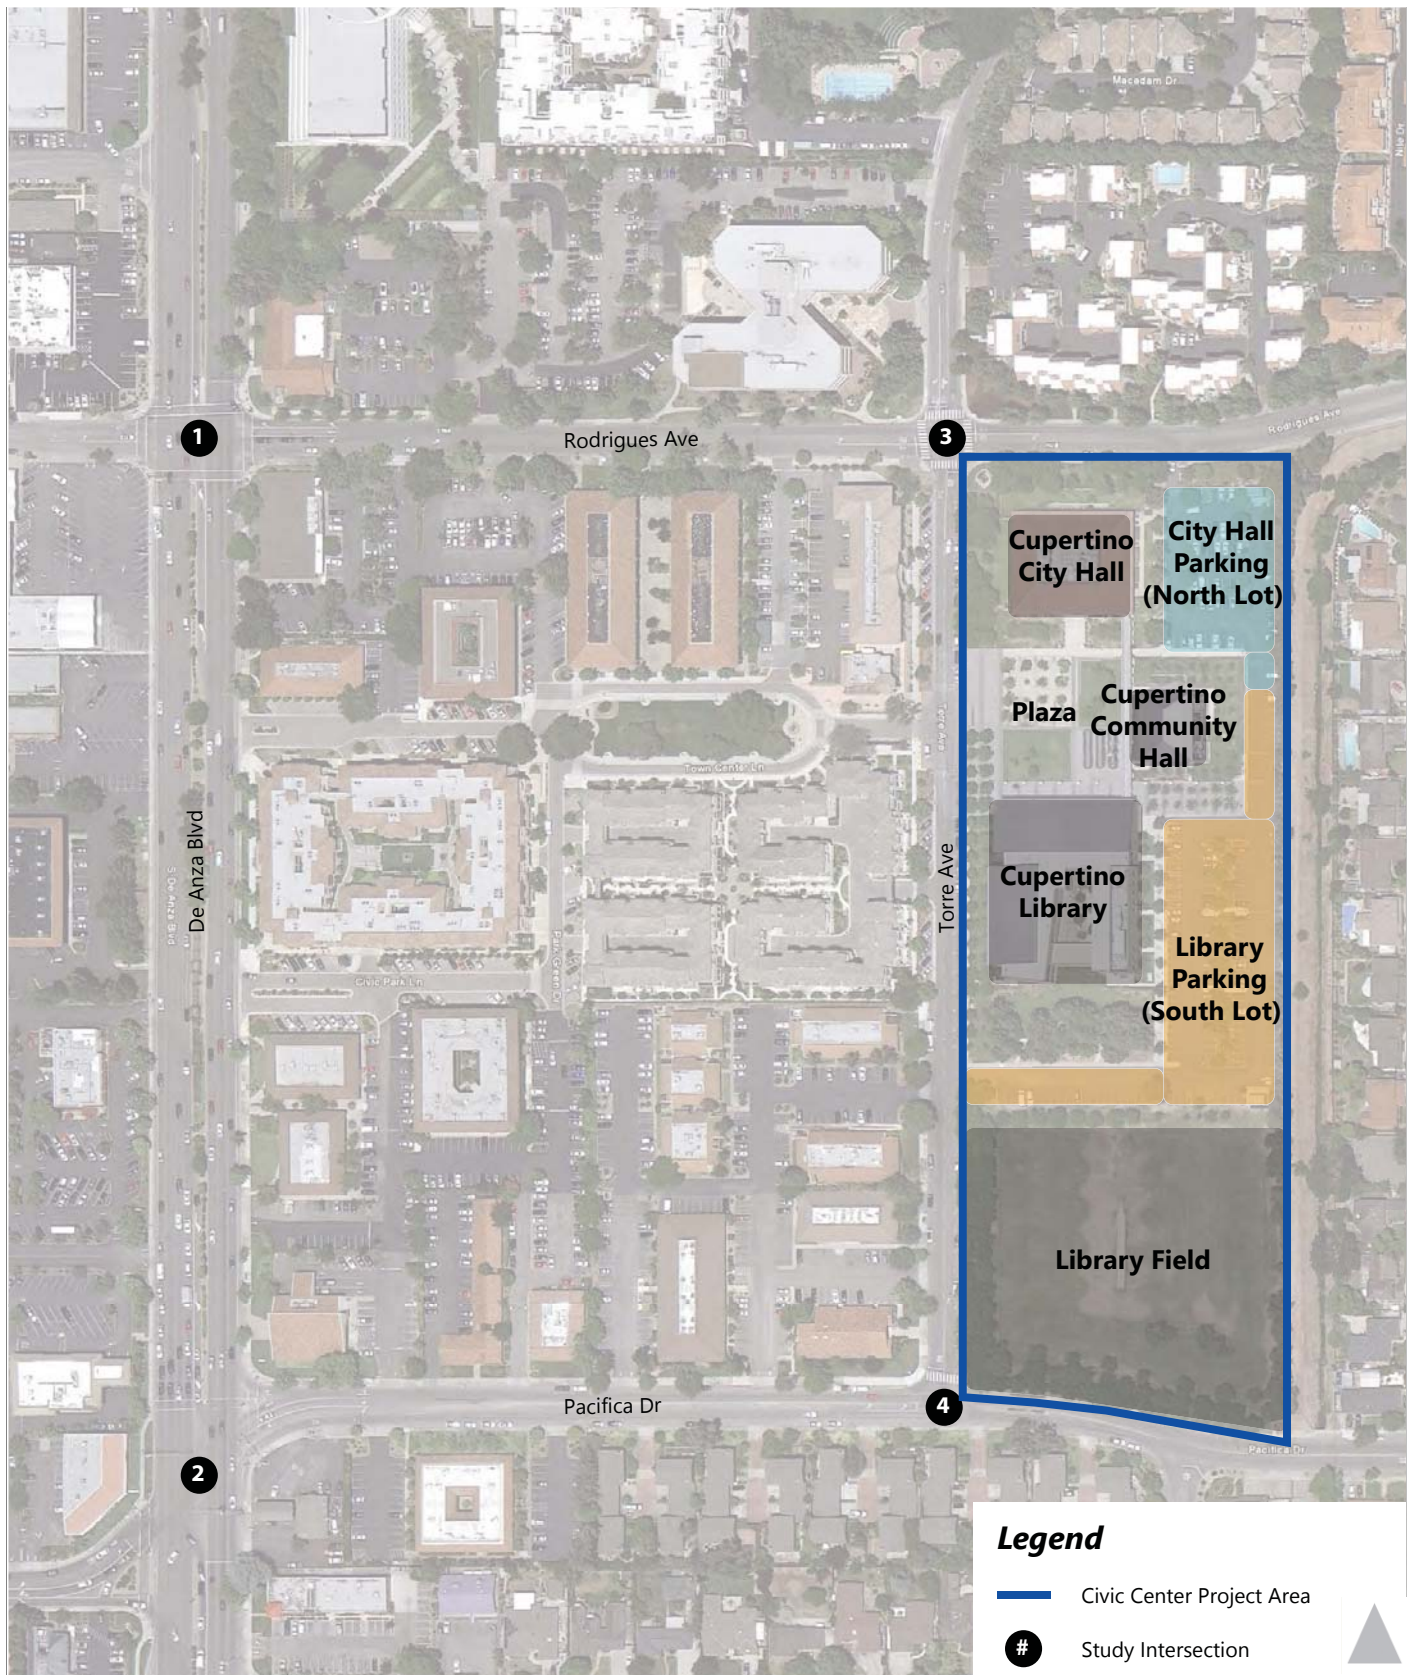 Macadam Dr
Nile Dr
1
Rodrigues Ave
3
Rodrigues Ave
Cupertino
City Hall
City Hall
Parking
(North Lot)
Plaza
Cupertino
Community
Hall
Torre Ave
Town Center Ln
De Anza Blvd
S De Anza Blvd
Torre Ave
Cupertino
Library
Library
Parking
(South Lot)
Park Green Dr
Civic Park Ln
Library Field
Pacifica Dr
4
Pacifica Dr
2
Legend
Civic Center Project Area
#
Study Intersection